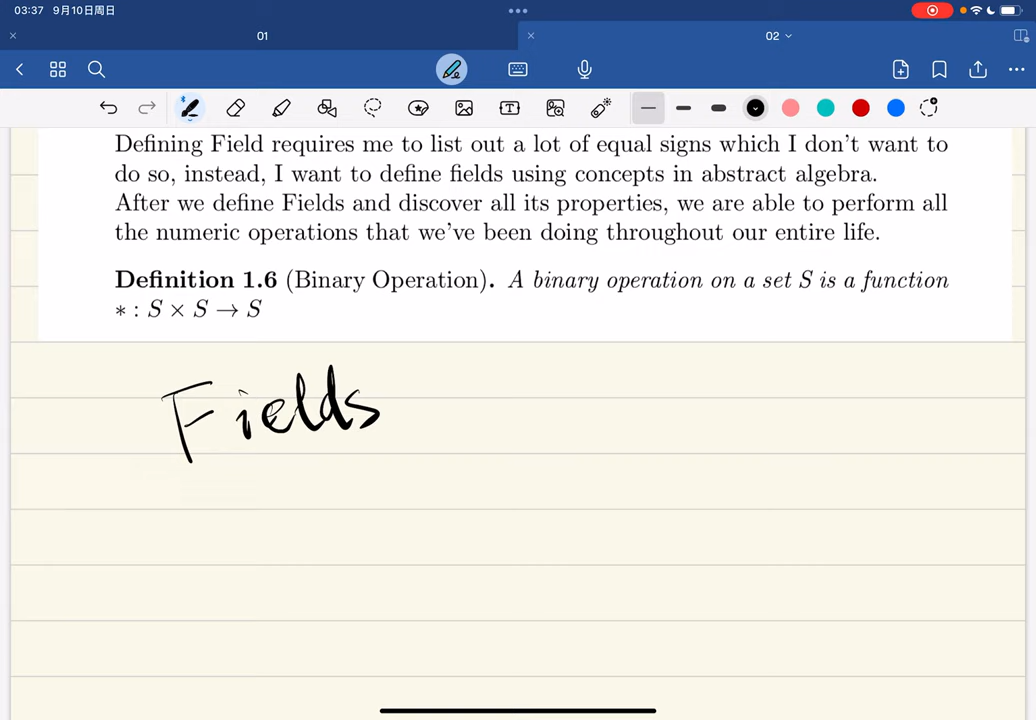 03:37 9月10日周日
01
02
T
Defining Field requires me to list out a lot of equal signs which I don't want to
do so, instead, I want to define fields using concepts in abstract algebra.
After we define Fields and discover all its properties, we are able to perform all
the numeric operations that we've been doing throughout our entire life.
Definition 1.6 (Binary Operation). A binary operation on a set S is a function
∗ : S × S → S
Fields